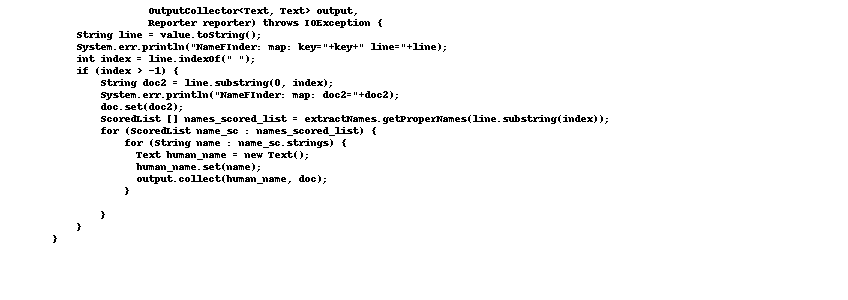 OutputCollector<Text, Text> output,
Reporter reporter) throws IOException {
String line = value.toString();
System.err.println("NameFInder: map: key="+key+" line="+line);
int index = line.indexOf(" ");
if (index > -1) {
String doc2 = line.substring(0, index);
System.err.println("NameFInder: map: doc2="+doc2);
doc.set(doc2);
ScoredList [] names_scored_list = extractNames.getProperNames(line.substring(index));
for (ScoredList name_sc : names_scored_list) {
for (String name : name_sc.strings) {
Text human_name = new Text();
human_name.set(name);
output.collect(human_name, doc);
}
}
}
}